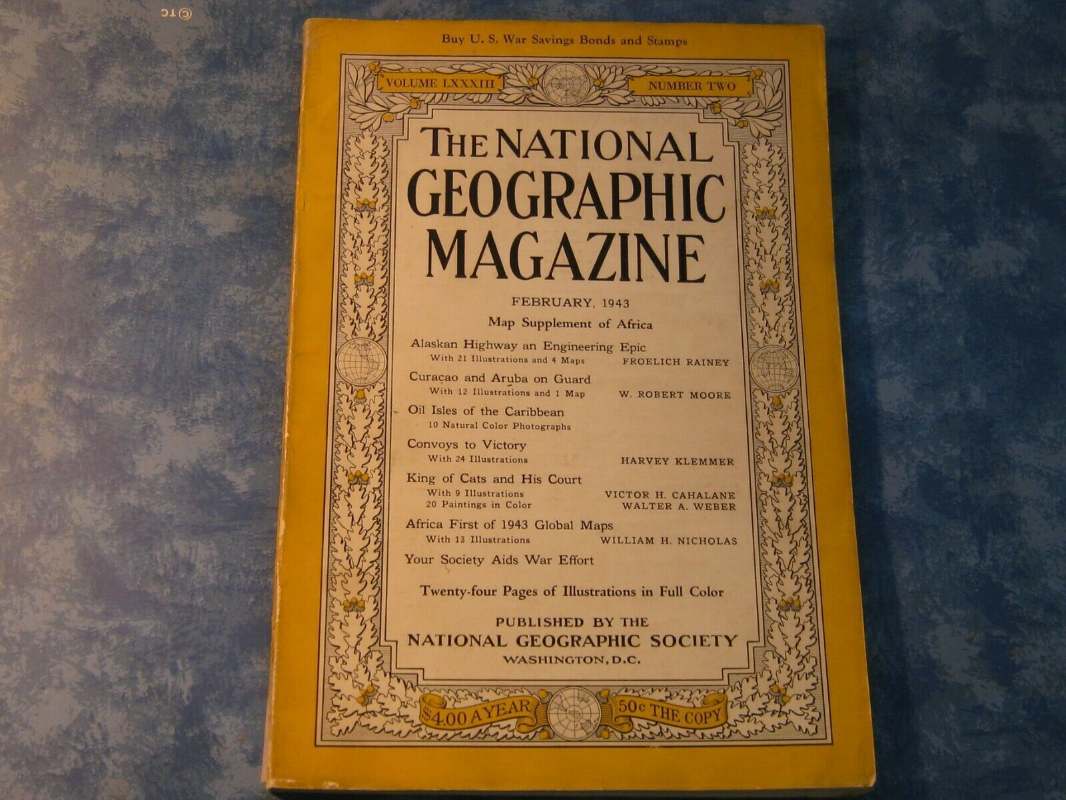 ©TC
Buy U. S. War Savings Bonds and Stamps
VOLUME LXXXIII NUMBER TWO
THE NATIONAL
GEOGRAPHIC
MAGAZINE
FEBRUARY, 1943
Map Supplement of Africa
Alaskan Highway an Engineering Epic
With 21 Illustrations and 4 Maps FROELICH RAINEY
Curaçao and Aruba on Guard
With 12 Illustrations and 1 Map W. ROBERT MOORE
Oil Isles of the Caribbean
10 Natural Color Photographs
Convoys to Victory
With 24 Illustrations HARVEY KLEMMER
King of Cats and His Court
With 9 Illustrations VICTOR H. CAHALANE
20 Paintings in Color WALTER A. WEBER
Africa First of 1943 Global Maps
With 13 Illustrations WILLIAM H. NICHOLAS
Your Society Aids War Effort
Twenty-four Pages of Illustrations in Full Color
PUBLISHED BY THE
NATIONAL GEOGRAPHIC SOCIETY
WASHINGTON, D.C.
$4.00 A YEAR 50c THE COPY